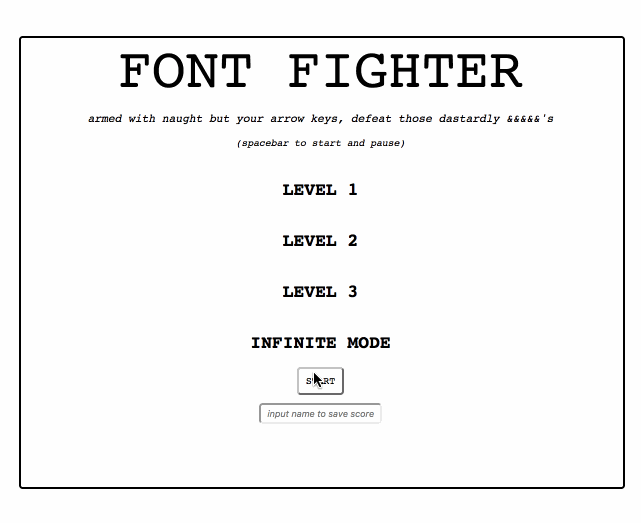 FONT FIGHTER
armed with naught but your arrow keys, defeat those dastardly &&&&&'s
(spacebar to start and pause)
LEVEL 1
LEVEL 2
LEVEL 3
INFINITE MODE
START
input name to save score